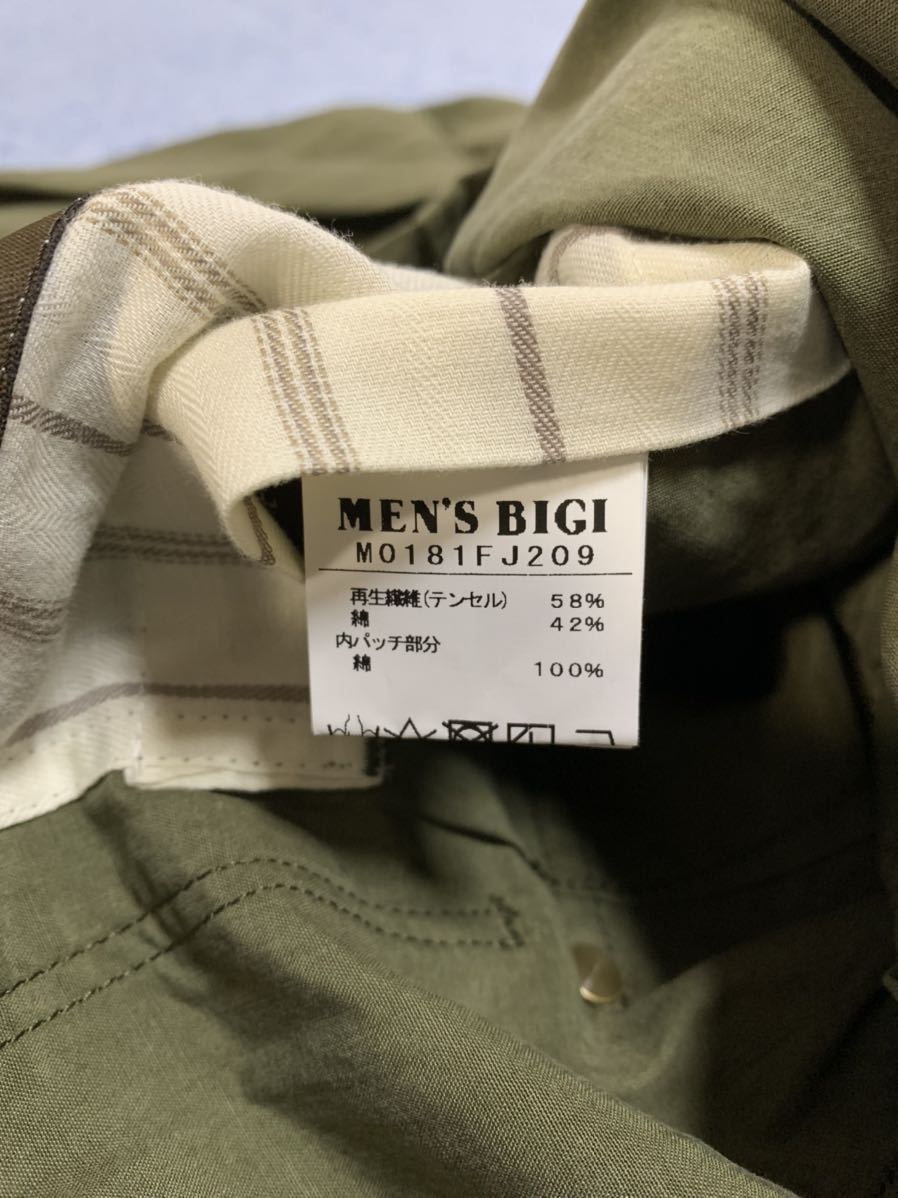 MEN'S BIGI
M0181FJ209
再生繊維(テンセル) 58%
綿 42%
内パッチ部分
綿 100%